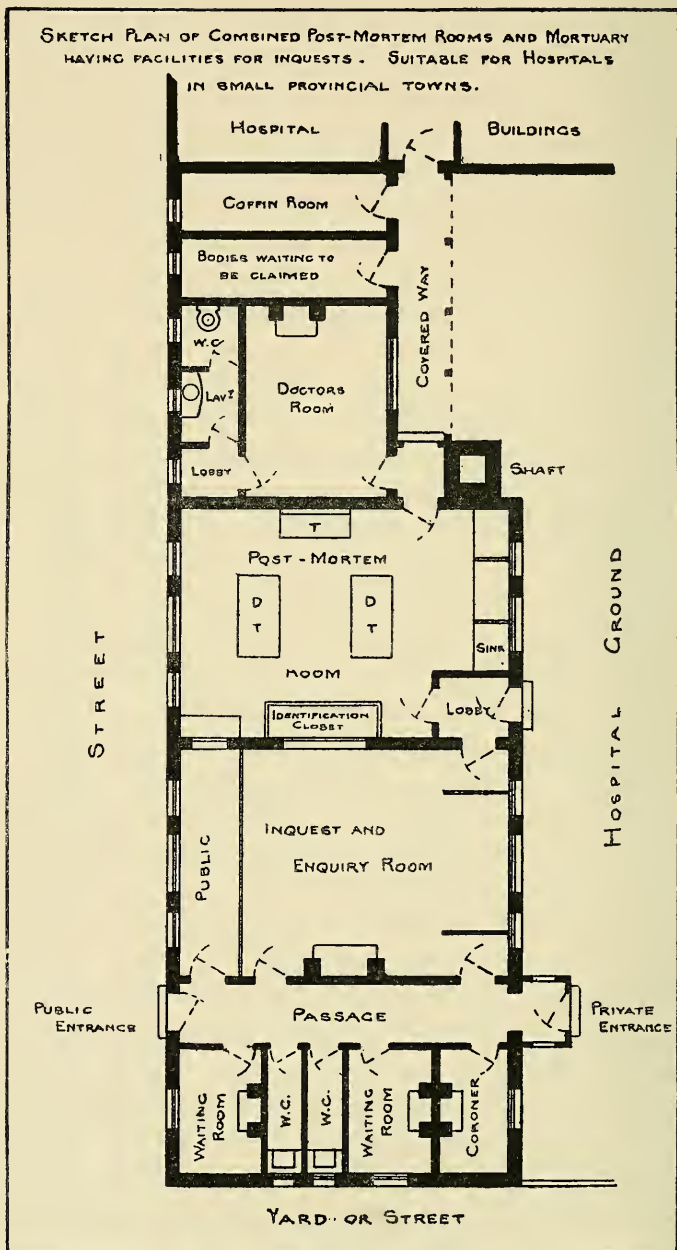 SKETCH PLAN OF COMBINED POST-MORTEM ROOMS AND MORTUARY
HAVING FACILITIES FOR INQUESTS. SUITABLE FOR HOSPITALS
IN SMALL PROVINCIAL TOWNS.
HOSPITAL
BUILDINGS
COFFIN ROOM
BODIES WAITING TO
BE CLAIMED
COVERED WAY
W.C
LAVY
LOBBY
DOCTORS
ROOM
SHAFT
T
POST-MORTEM
ROOM
D
T
D
T
SINK
LOBBY
IDENTIFICATION
CLOSET
STREET
HOSPITAL GROUND
PUBLIC
INQUEST AND
ENQUIRY ROOM
PUBLIC
ENTRANCE
PASSAGE
PRIVATE
ENTRANCE
WAITING
ROOM
W.C.
W.C.
WAITING
ROOM
CORONER
YARD OR STREET